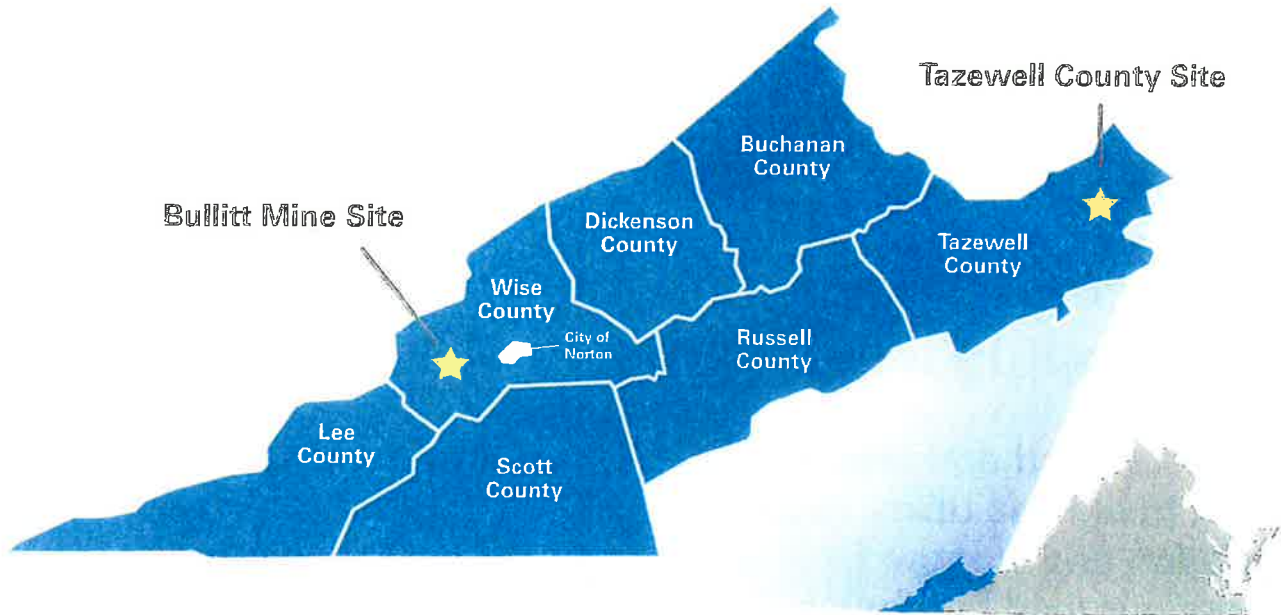 Tazewell County Site
Buchanan
County
Bullitt Mine Site
Dickenson
County
Tazewell
County
Wise
County
City of
Norton
Russell
County
Lee
County
Scott
County